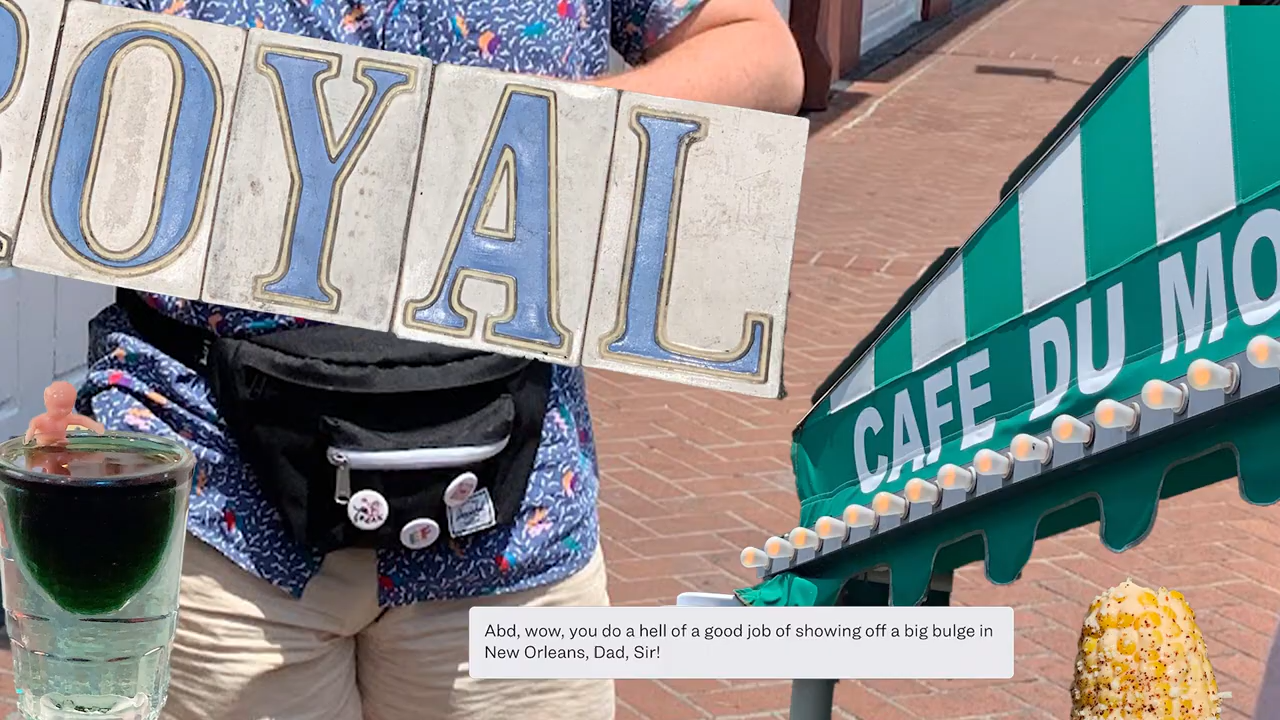 OYAL
CAFE DU MO
Abd, wow, you do a hell of a good job of showing off a big bulge in
New Orleans, Dad, Sir!